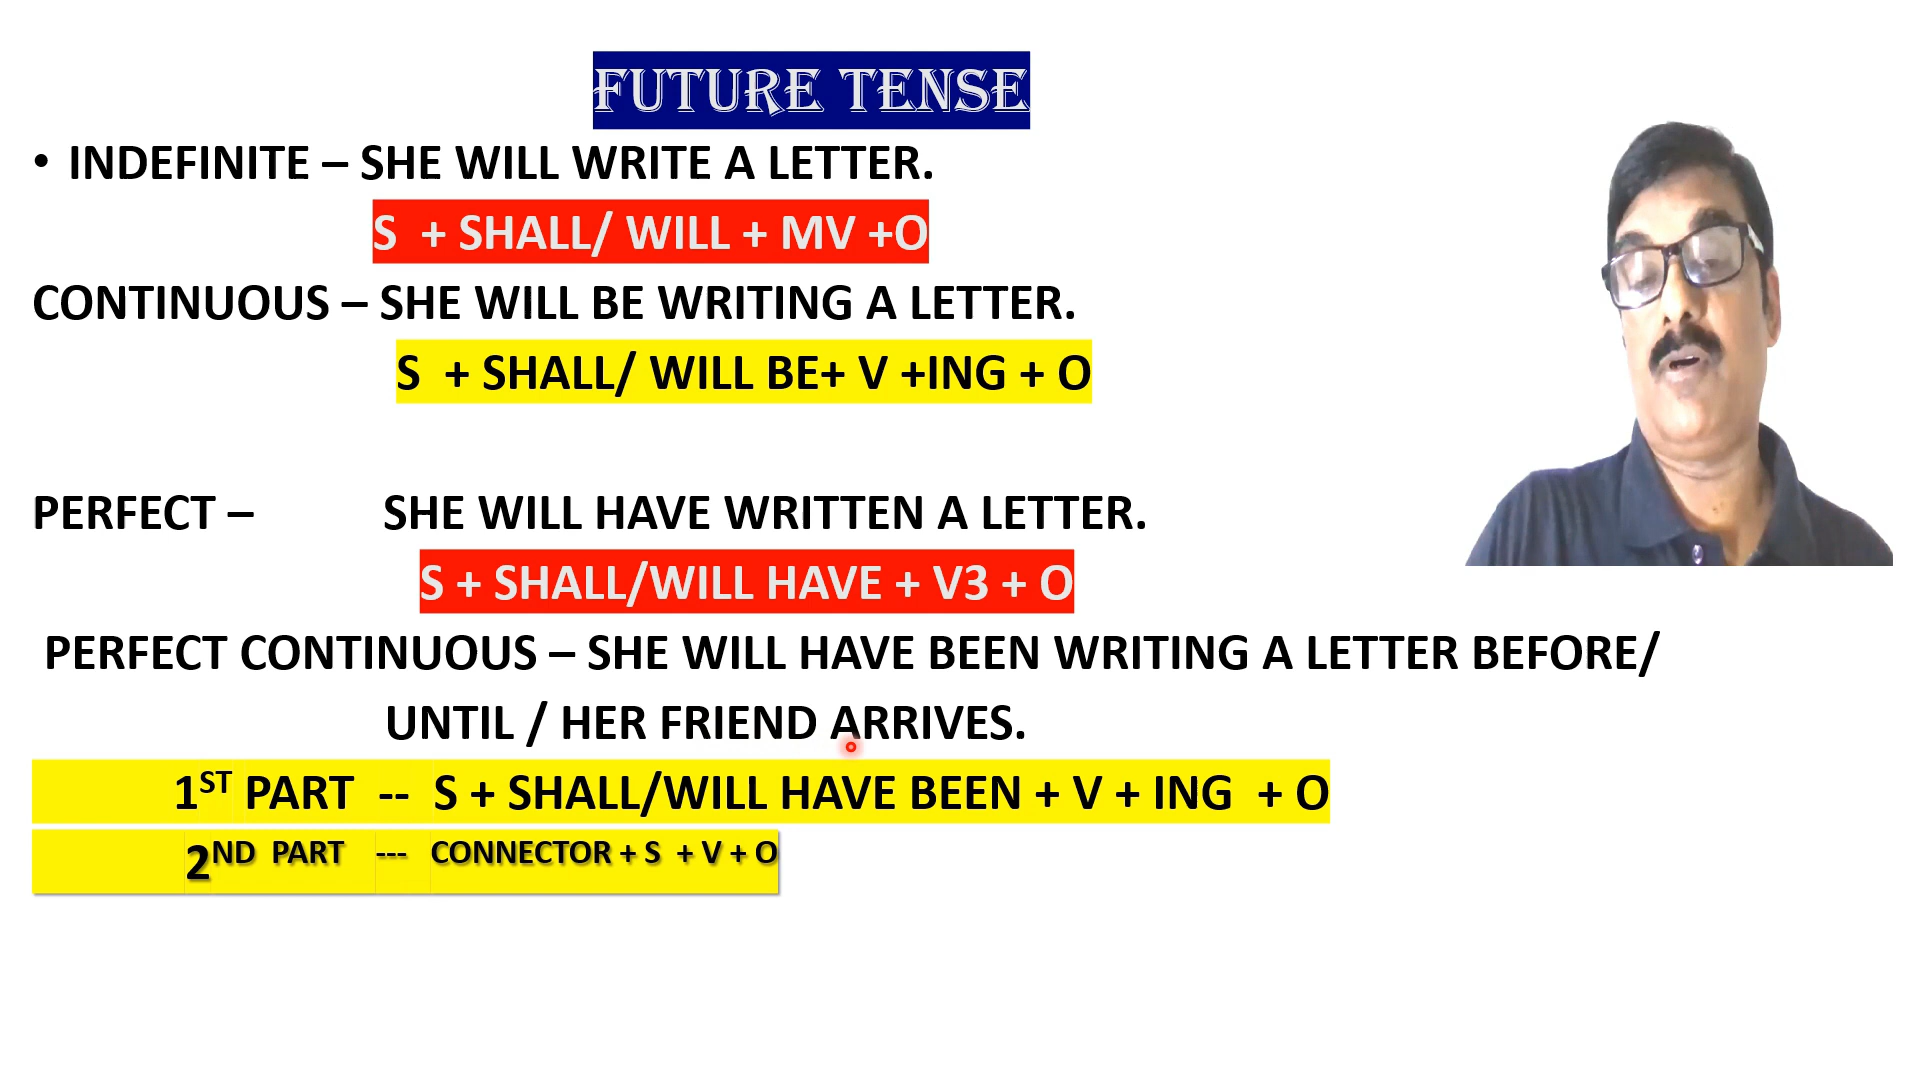 FUTURE TENSE
• INDEFINITE – SHE WILL WRITE A LETTER.
S + SHALL/ WILL + MV +O
CONTINUOUS – SHE WILL BE WRITING A LETTER.
S + SHALL/ WILL BE+ V +ING + O
PERFECT – SHE WILL HAVE WRITTEN A LETTER.
S + SHALL/WILL HAVE + V3 + O
PERFECT CONTINUOUS – SHE WILL HAVE BEEN WRITING A LETTER BEFORE/
UNTIL / HER FRIEND ARRIVES.
1ST PART -- S + SHALL/WILL HAVE BEEN + V + ING + O
2ND PART --- CONNECTOR + S + V + O